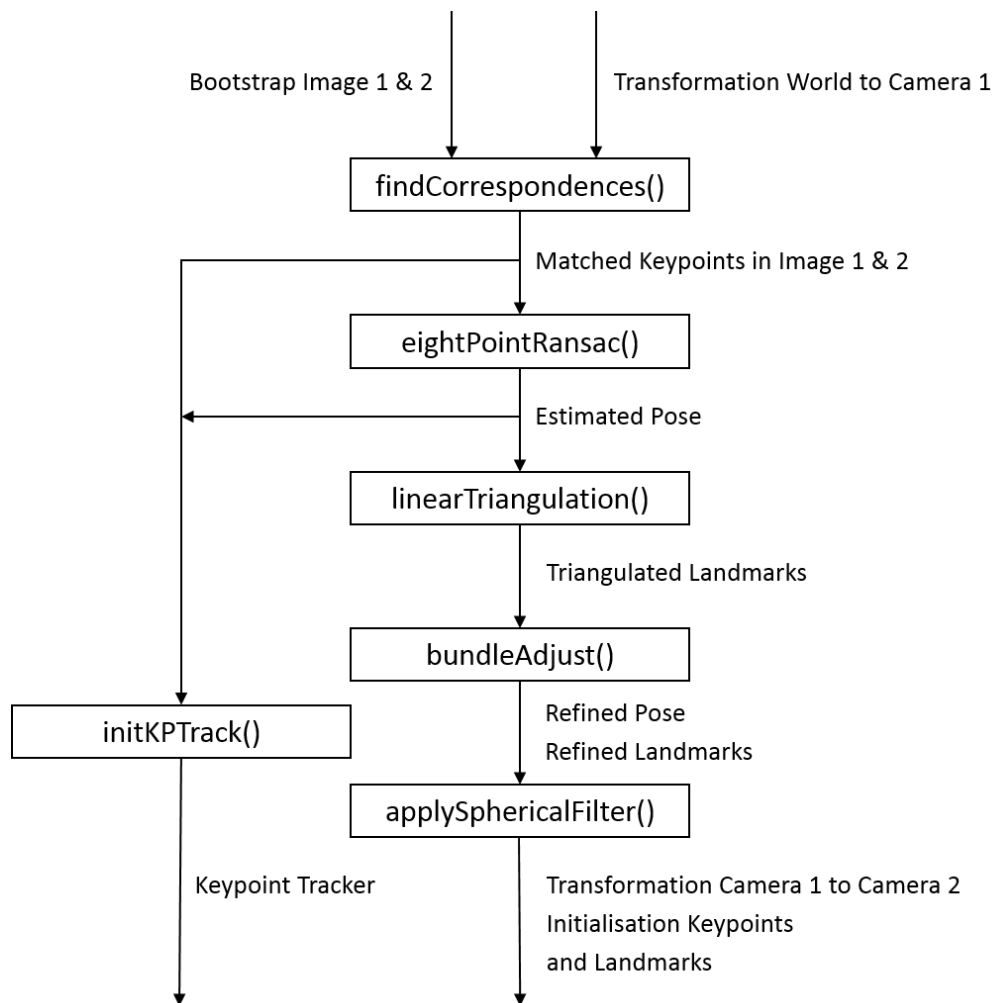 Bootstrap Image 1 & 2
Transformation World to Camera 1
findCorrespondences()
Matched Keypoints in Image 1 & 2
eightPointRansac()
Estimated Pose
linearTriangulation()
Triangulated Landmarks
bundleAdjust()
initKPTrack()
Refined Pose
Refined Landmarks
applySphericalFilter()
Keypoint Tracker
Transformation Camera 1 to Camera 2
Initialisation Keypoints
and Landmarks